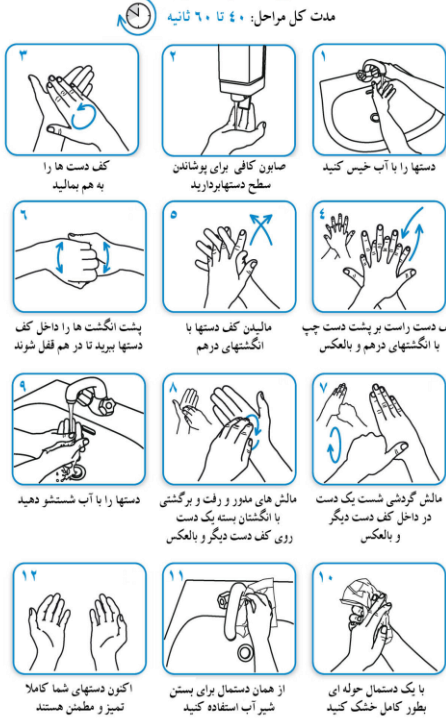 مدت کل مراحل: ٤٠ تا ٦٠ ثانیه
۱
دستها را با آب خیس کنید
۲
صابون کافی برای پوشاندن
سطح دستهابردارید
۳
کف دست ها را
به هم بمالید
٤
ف دست راست بر پشت دست چپ
با انگشتهای درهم و بالعکس
٥
مالیدن کف دستها با
انگشتهای درهم
٦
پشت انگشت ها را داخل کف
دستها ببرید تا در هم قفل شوند
۷
مالش گردشی شست یک دست
در داخل کف دست دیگر
و بالعکس
۸
مالش های مدور و رفت و برگشتی
با انگشتان بسته یک دست
روی کف دست دیگر و بالعکس
۹
دستها را با آب شستشو دهید
۱۰
با یک دستمال حوله ای
بطور کامل خشک کنید
۱۱
از همان دستمال برای بستن
شیر آب استفاده کنید
۱۲
اکنون دستهای شما کاملا
تمیز و مطمئن هستند